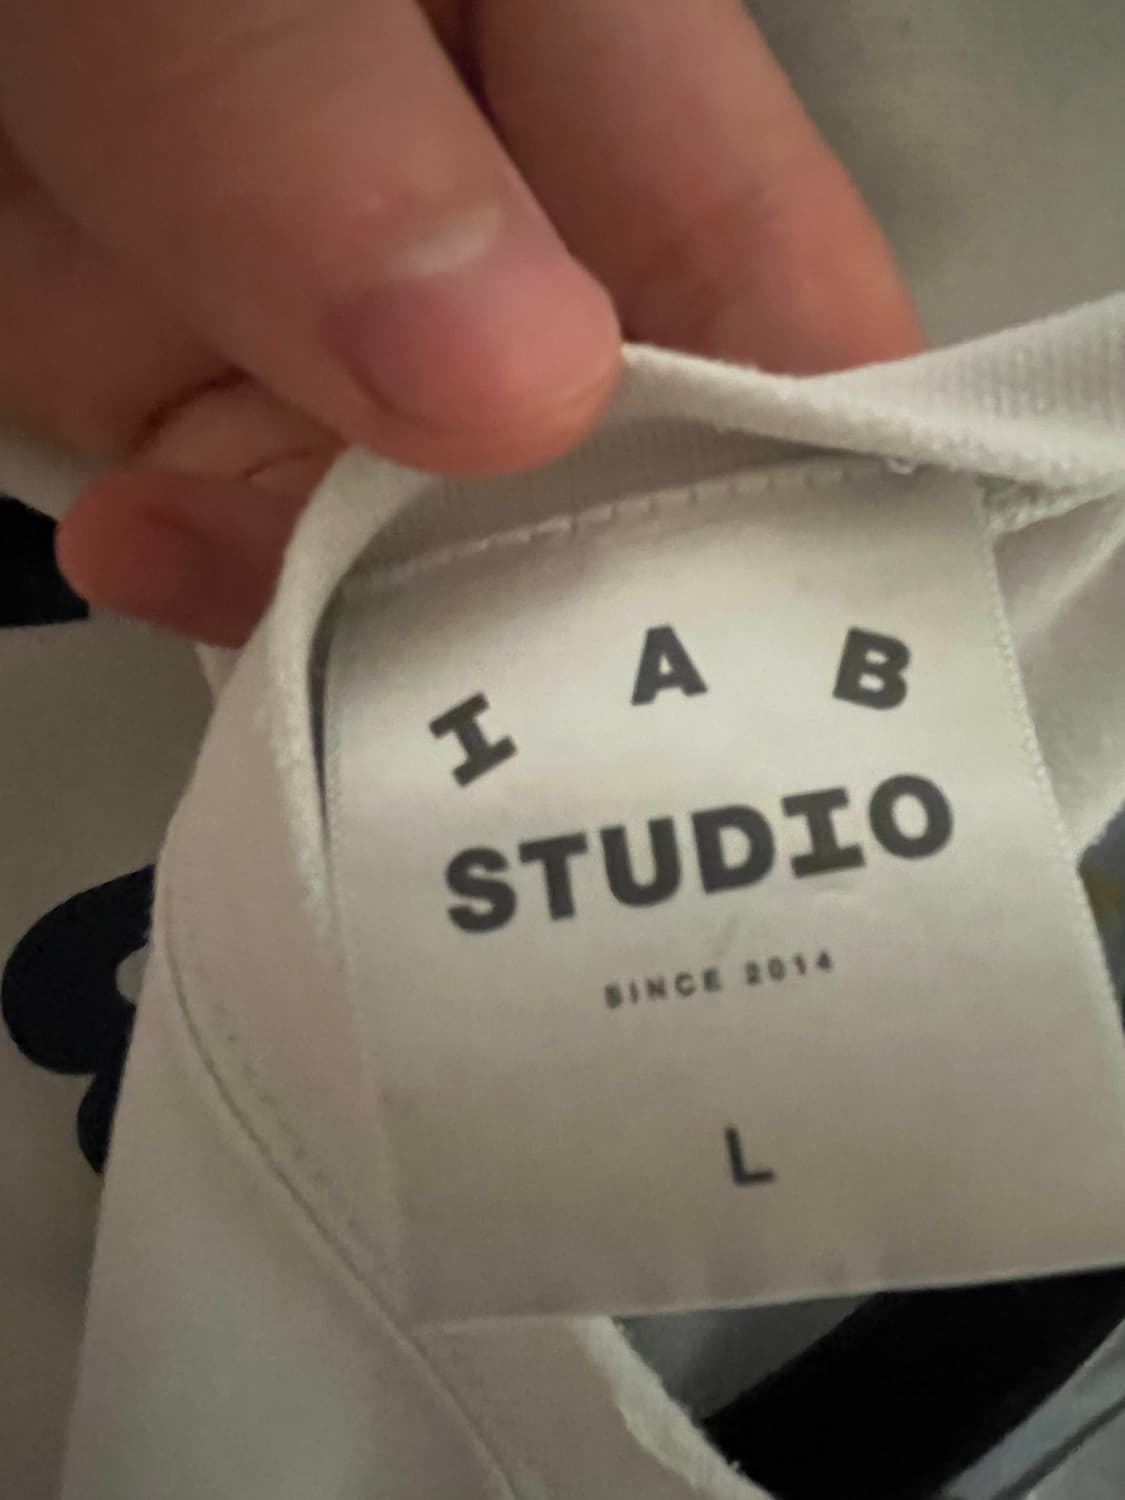 I A B
STUDIO
SINCE 2014
L